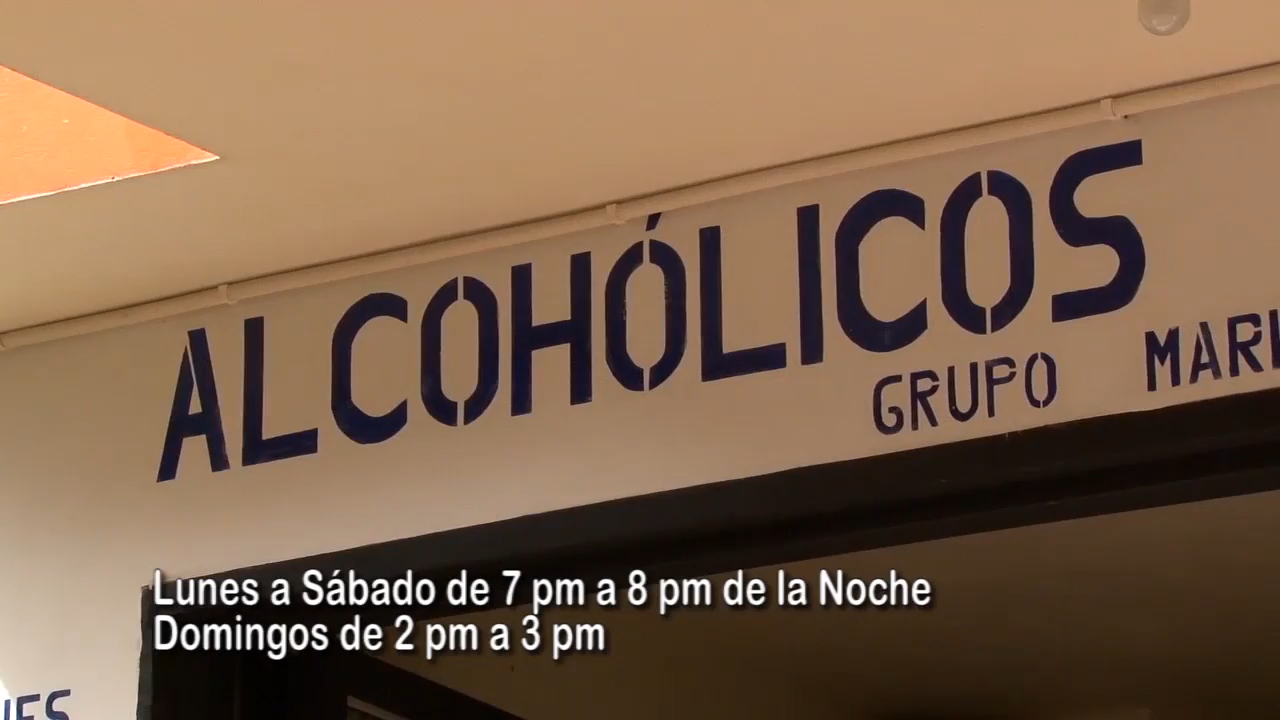 ALCOHÓLICOS
GRUPO
Lunes a Sábado de 7 pm a 8 pm de la Noche
Domingos de 2 pm a 3 pm